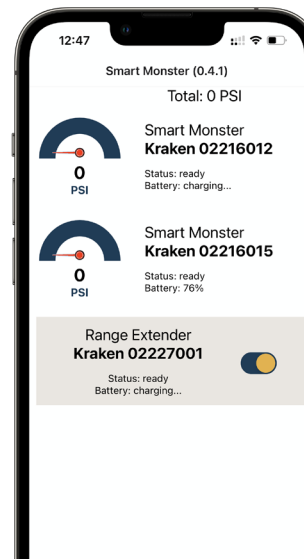 12:47
Smart Monster (0.4.1)
Total: 0 PSI
Smart Monster
Kraken 02216012
0
PSI
Status: ready
Battery: charging...
Smart Monster
Kraken 02216015
0
PSI
Status: ready
Battery: 76%
Range Extender
Kraken 02227001
Status: ready
Battery: charging...